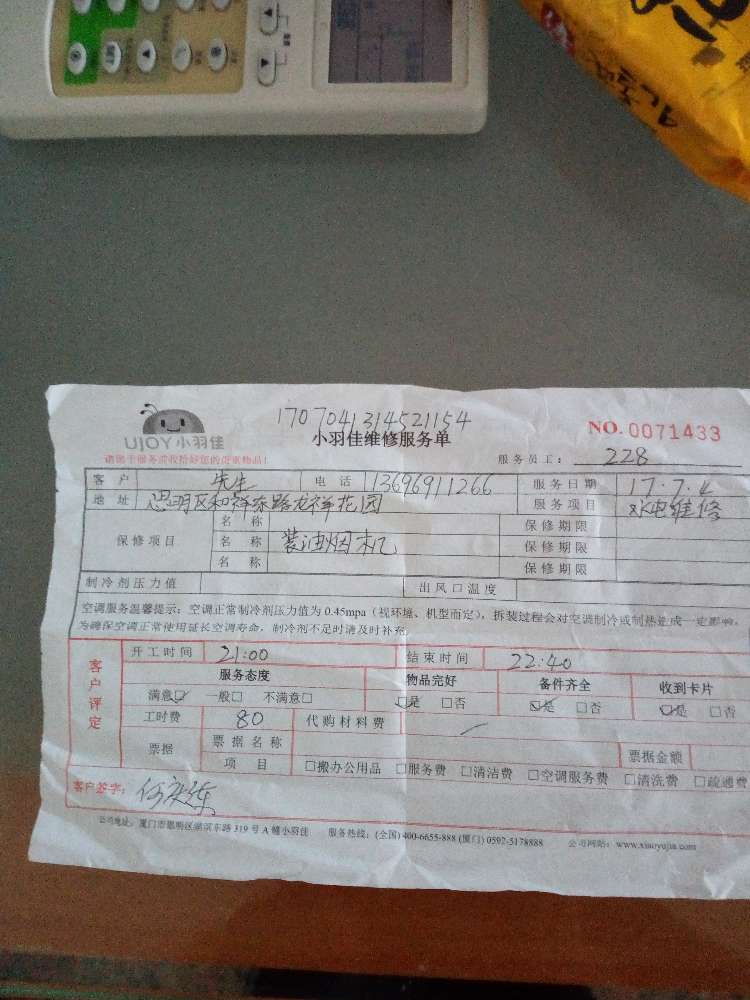 1707041314521154
UJOY小羽佳
小羽佳维修服务单
NO. 0071433
服务员工: 228
客户 先生 电话 13696911266 服务日期 17.7.4
地址 思明区和祥东路龙祥花园 服务项目 水电维修
保修项目
名称 保修期限
名称 装油烟机 保修期限
名称 保修期限
制冷剂压力值 出风口温度
空调服务温馨提示: 空调正常制冷剂压力值为 0.45mpa (视环境、机型而定), 拆装过程会对空调制冷或制热造成一定影响,
为确保空调正常使用延长空调寿命, 制冷剂不足时请及时补充
客户评定
开工时间 21:00 结束时间 22:40
服务态度 物品完好 备件齐全 收到卡片
满意☑ 一般□ 不满意□ ☑是 □否 ☑是 □否 ☑是 □否
工时费 80 代购材料费
票据 票据名称 票据金额
项目 □搬办公用品 □服务费 □清洁费 □空调服务费 □清洗费 □疏通费
客户签字:
服务热线: (全国) 400-6655-888 (厦门) 0592-5178888 公司网站: www.xiaoyujia.com